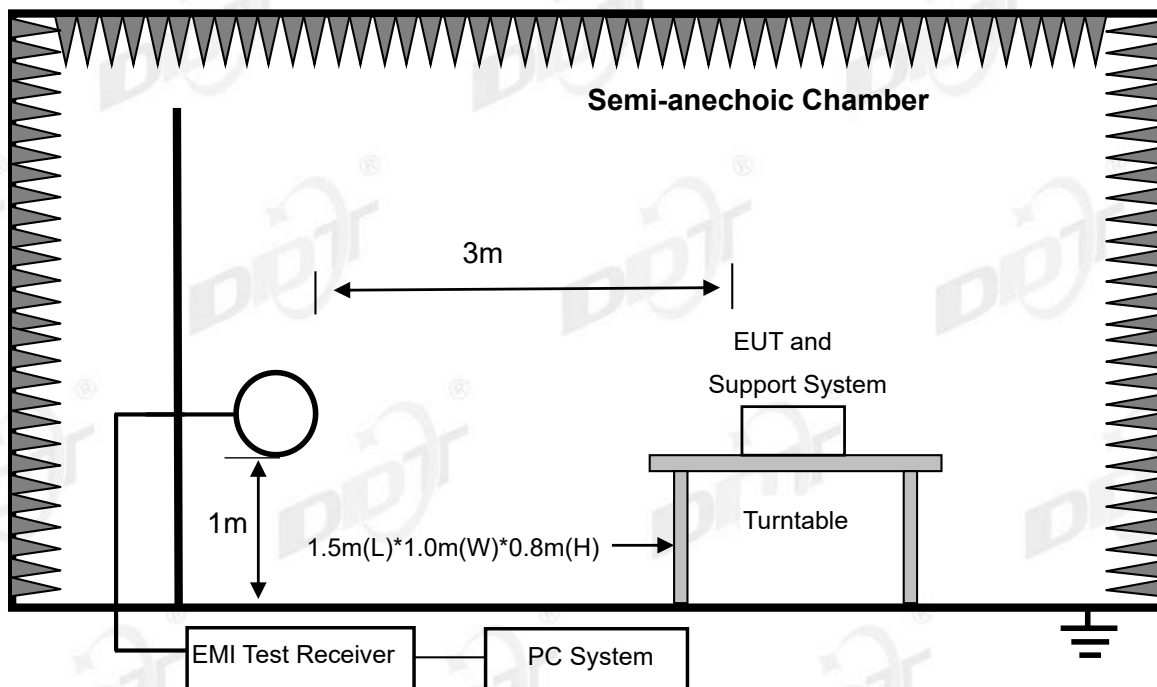 Semi-anechoic Chamber
3m
EUT and
Support System
1m
Turntable
1.5m(L)*1.0m(W)*0.8m(H)
EMI Test Receiver
PC System